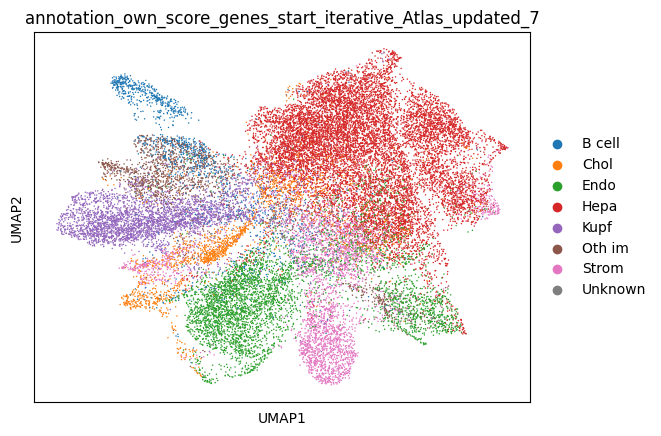 annotation_own_score_genes_start_iterative_Atlas_updated_7
B cell
Chol
Endo
Hepa
Kupf
Oth im
Strom
Unknown
UMAP2
UMAP1